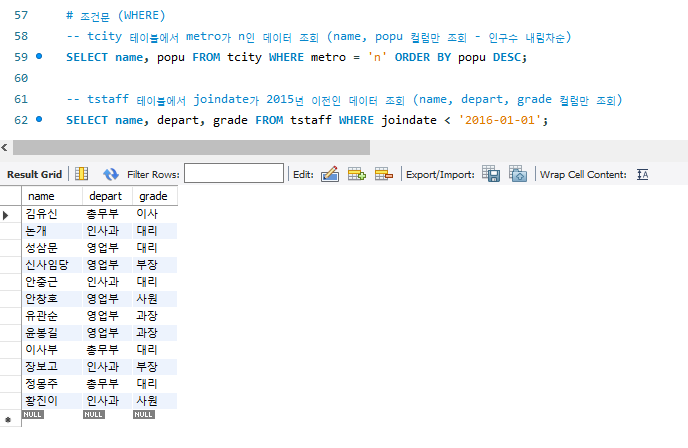 57 # 조건문 (WHERE)
58 -- tcity 테이블에서 metro가 n인 데이터 조회 (name, popu 컬럼만 조회 - 인구수 내림차순)
59 SELECT name, popu FROM tcity WHERE metro = 'n' ORDER BY popu DESC;
60
61 -- tstaff 테이블에서 joindate가 2015년 이전인 데이터 조회 (name, depart, grade 컬럼만 조회)
62 SELECT name, depart, grade FROM tstaff WHERE joindate < '2016-01-01';
Result Grid Filter Rows: Edit: Export/Import: Wrap Cell Content: IA
name depart grade
김유신 총무부 이사
논개 인사과 대리
성삼문 영업부 대리
신사임당 영업부 부장
안중근 인사과 대리
안창호 영업부 사원
유관순 영업부 과장
윤봉길 영업부 과장
이사부 총무부 대리
장보고 인사과 부장
정몽주 총무부 대리
황진이 인사과 사원
NULL NULL NULL